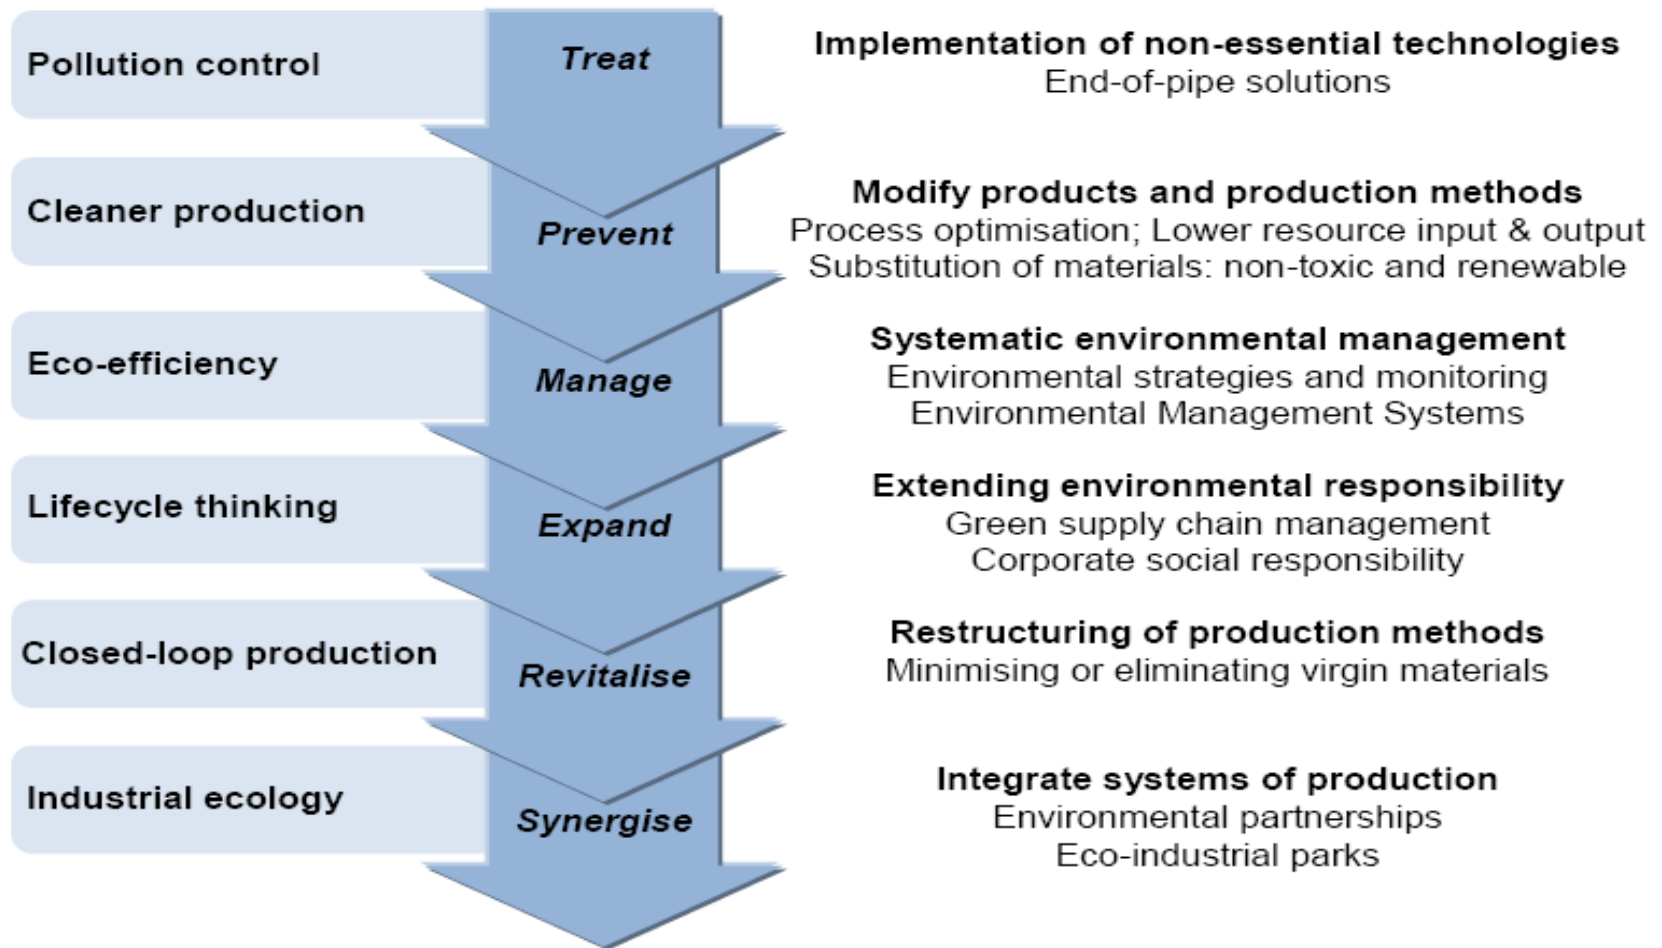 Pollution control
Treat
Implementation of non-essential technologies
End-of-pipe solutions
Cleaner production
Prevent
Modify products and production methods
Process optimisation; Lower resource input & output
Substitution of materials: non-toxic and renewable
Eco-efficiency
Manage
Systematic environmental management
Environmental strategies and monitoring
Environmental Management Systems
Lifecycle thinking
Expand
Extending environmental responsibility
Green supply chain management
Corporate social responsibility
Closed-loop production
Revitalise
Restructuring of production methods
Minimising or eliminating virgin materials
Industrial ecology
Synergise
Integrate systems of production
Environmental partnerships
Eco-industrial parks